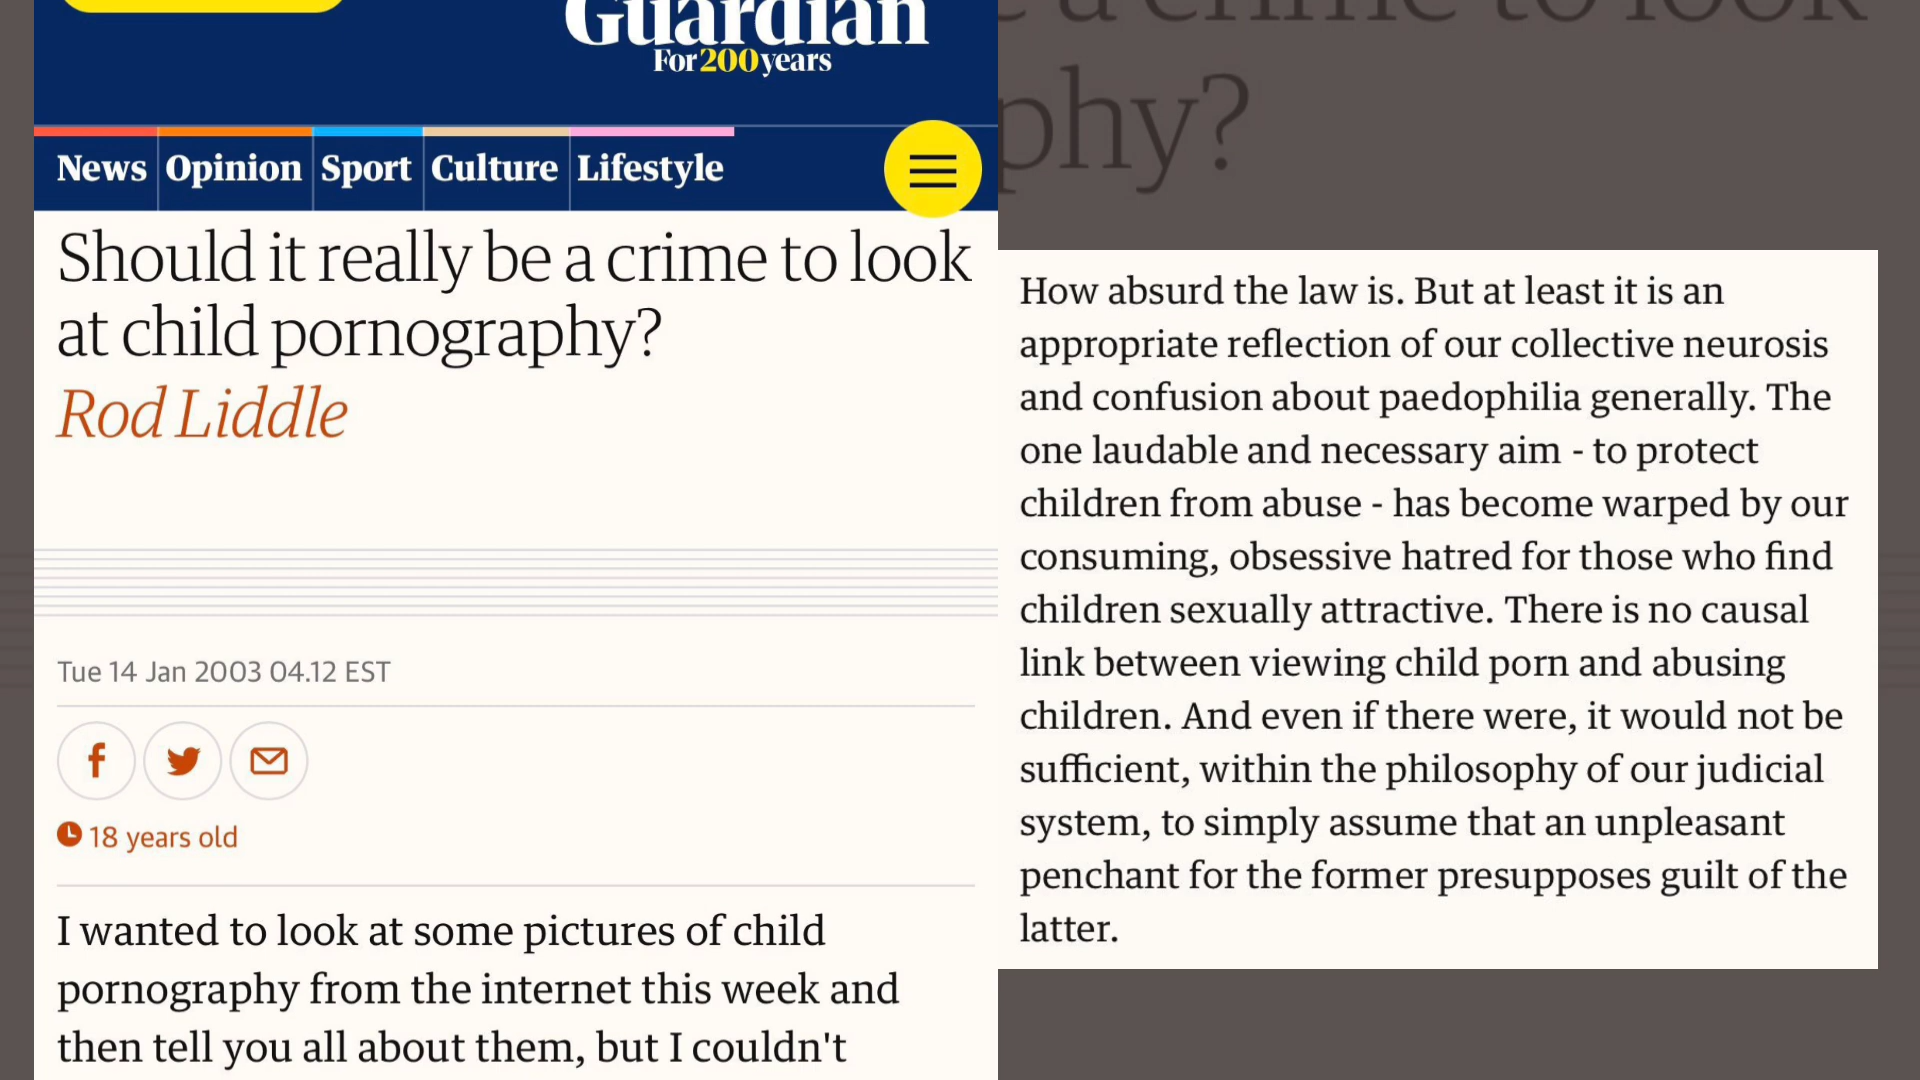 Guardian
For 200 years
News Opinion Sport Culture Lifestyle
Should it really be a crime to look
at child pornography?
Rod Liddle
Tue 14 Jan 2003 04.12 EST
18 years old
I wanted to look at some pictures of child
pornography from the internet this week and
then tell you all about them, but I couldn't
a crime to look
phy?
How absurd the law is. But at least it is an
appropriate reflection of our collective neurosis
and confusion about paedophilia generally. The
one laudable and necessary aim - to protect
children from abuse - has become warped by our
consuming, obsessive hatred for those who find
children sexually attractive. There is no causal
link between viewing child porn and abusing
children. And even if there were, it would not be
sufficient, within the philosophy of our judicial
system, to simply assume that an unpleasant
penchant for the former presupposes guilt of the
latter.